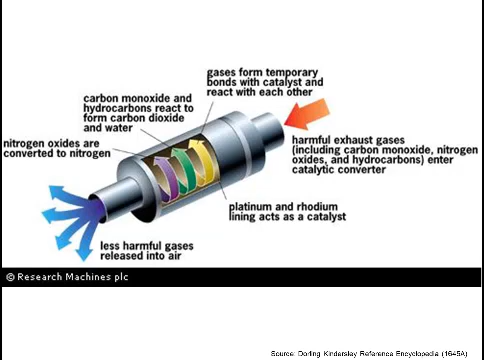 gases form temporary
bonds with catalyst and
react with each other
carbon monoxide and
hydrocarbons react to
form carbon dioxide
and water
nitrogen oxides are
converted to nitrogen
harmful exhaust gases
(including carbon monoxide, nitrogen
oxides, and hydrocarbons) enter
catalytic converter
platinum and rhodium
lining acts as a catalyst
less harmful gases
released into air
© Research Machines plc
Source: Dorling Kindersley Reference Encyclopedia (1645A)